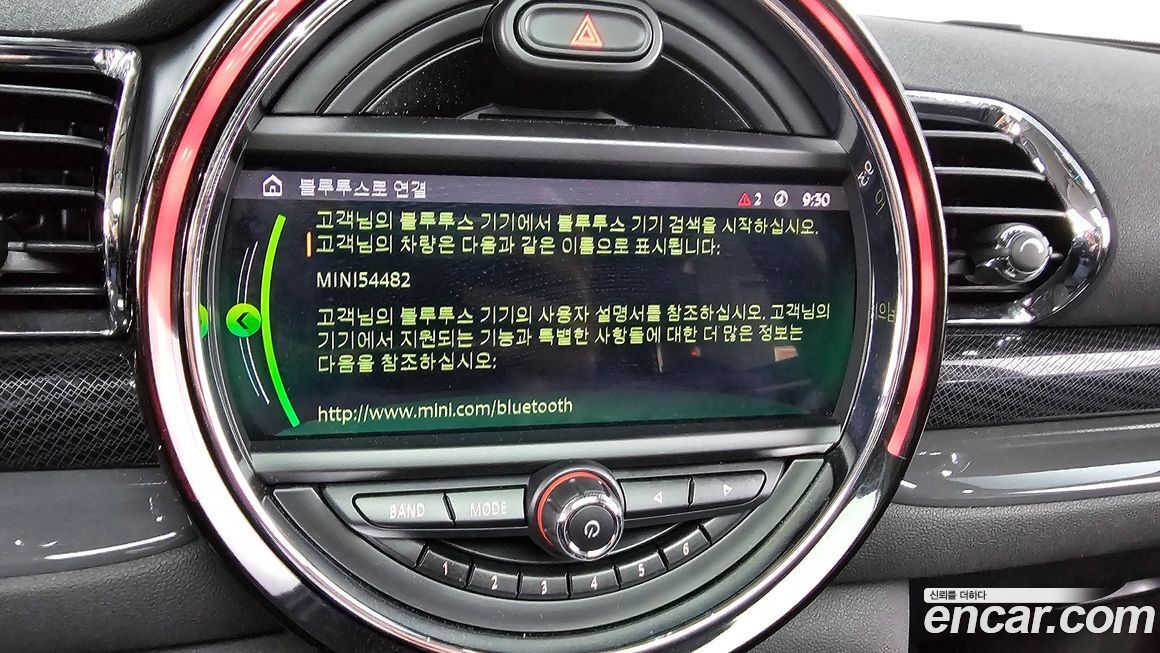 블루투스로 연결
2 9:30
고객님의 블루투스 기기에서 블루투스 기기 검색을 시작하십시오.
고객님의 차량은 다음과 같은 이름으로 표시됩니다:
MINI54482
고객님의 블루투스 기기의 사용자 설명서를 참조하십시오. 고객님의
기기에서 지원되는 기능과 특별한 사항들에 대한 더 많은 정보는
다음을 참조하십시오:
http://www.mini.com/bluetooth
BAND MODE
1 2 3 4 5 6
신뢰를 더하다
encar.com